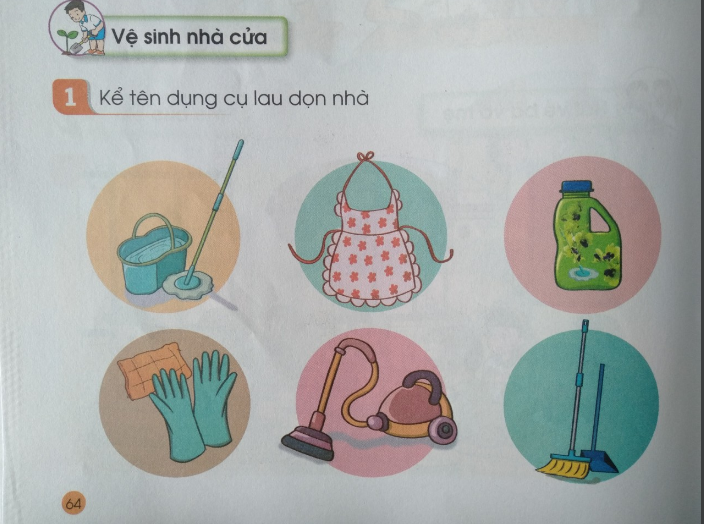 Vệ sinh nhà cửa
1 Kể tên dụng cụ lau dọn nhà
64